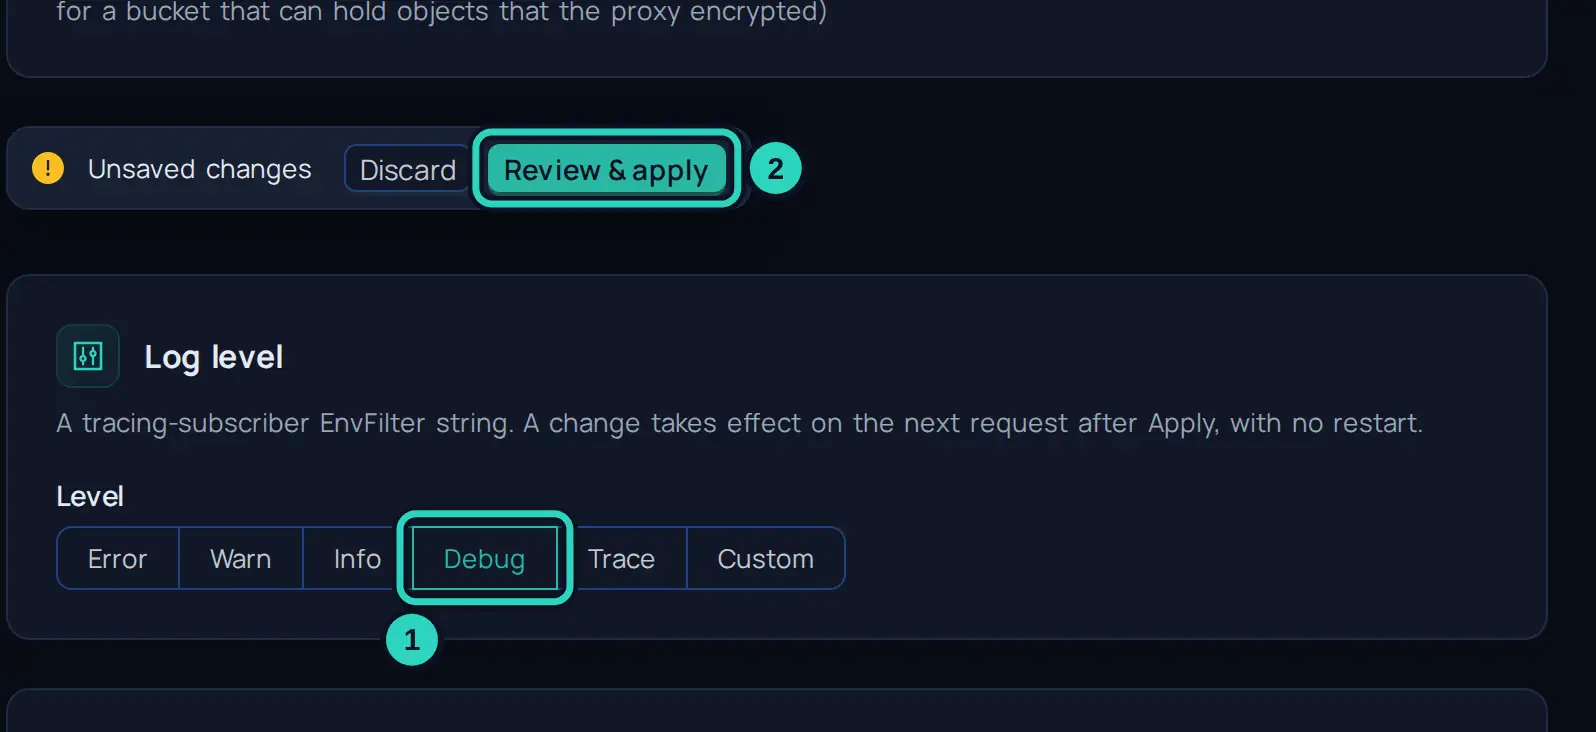 for a bucket that can hold objects that the proxy encrypted)
! Unsaved changes Discard Review & apply 2
Log level
A tracing-subscriber EnvFilter string. A change takes effect on the next request after Apply, with no restart.
Level
Error Warn Info Debug Trace Custom
1